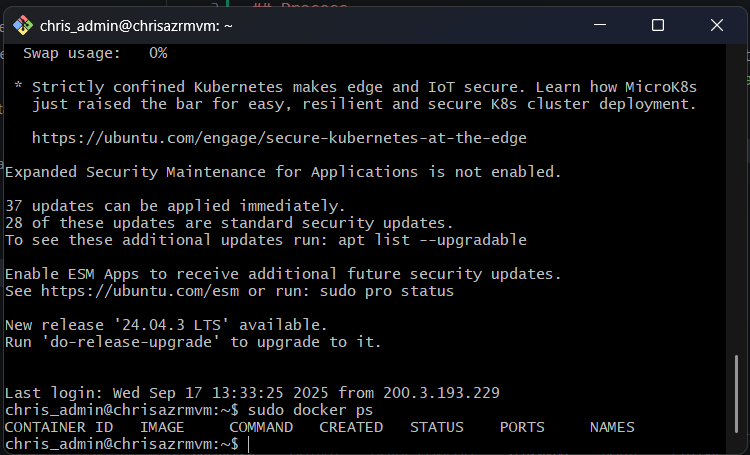 ## Process
chris_admin@chrisazrmvm: ~
Swap usage:   0%
* Strictly confined Kubernetes makes edge and IoT secure. Learn how MicroK8s
just raised the bar for easy, resilient and secure K8s cluster deployment.
https://ubuntu.com/engage/secure-kubernetes-at-the-edge
Expanded Security Maintenance for Applications is not enabled.
37 updates can be applied immediately.
28 of these updates are standard security updates.
To see these additional updates run: apt list --upgradable
Enable ESM Apps to receive additional future security updates.
See https://ubuntu.com/esm or run: sudo pro status
New release '24.04.3 LTS' available.
Run 'do-release-upgrade' to upgrade to it.
Last login: Wed Sep 17 13:33:25 2025 from 200.3.193.229
chris_admin@chrisazrmvm:~$ sudo docker ps
CONTAINER ID   IMAGE     COMMAND   CREATED   STATUS    PORTS     NAMES
chris_admin@chrisazrmvm:~$